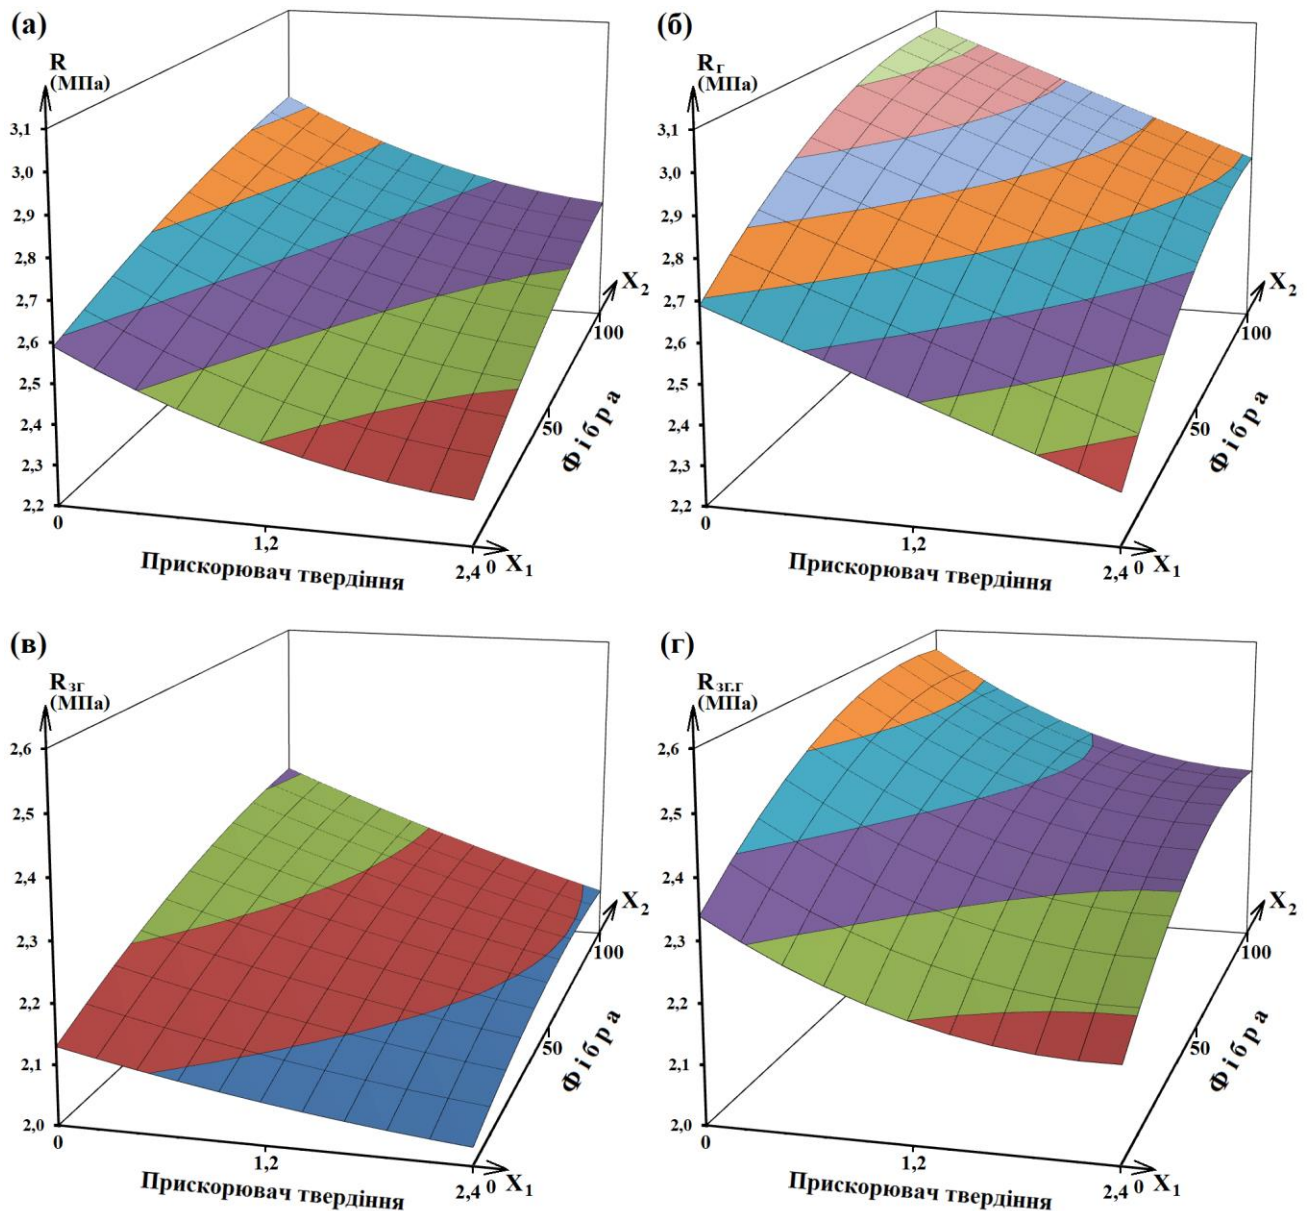 (а)
R
(МПа)
3,1
3,0
2,9
2,8
2,7
2,6
2,5
2,4
2,3
2,2
0
1,2
2,4
0
X1
Прискорювач твердіння
50
100
X2
Фібра
(б)
Rг
(МПа)
3,1
3,0
2,9
2,8
2,7
2,6
2,5
2,4
2,3
2,2
0
1,2
2,4
0
X1
Прискорювач твердіння
50
100
X2
Фібра
(в)
Rзг
(МПа)
2,6
2,5
2,4
2,3
2,2
2,1
2,0
0
1,2
2,4
0
X1
Прискорювач твердіння
50
100
X2
Фібра
(г)
Rзг.г
(МПа)
2,6
2,5
2,4
2,3
2,2
2,1
2,0
0
1,2
2,4
0
X1
Прискорювач твердіння
50
100
X2
Фібра